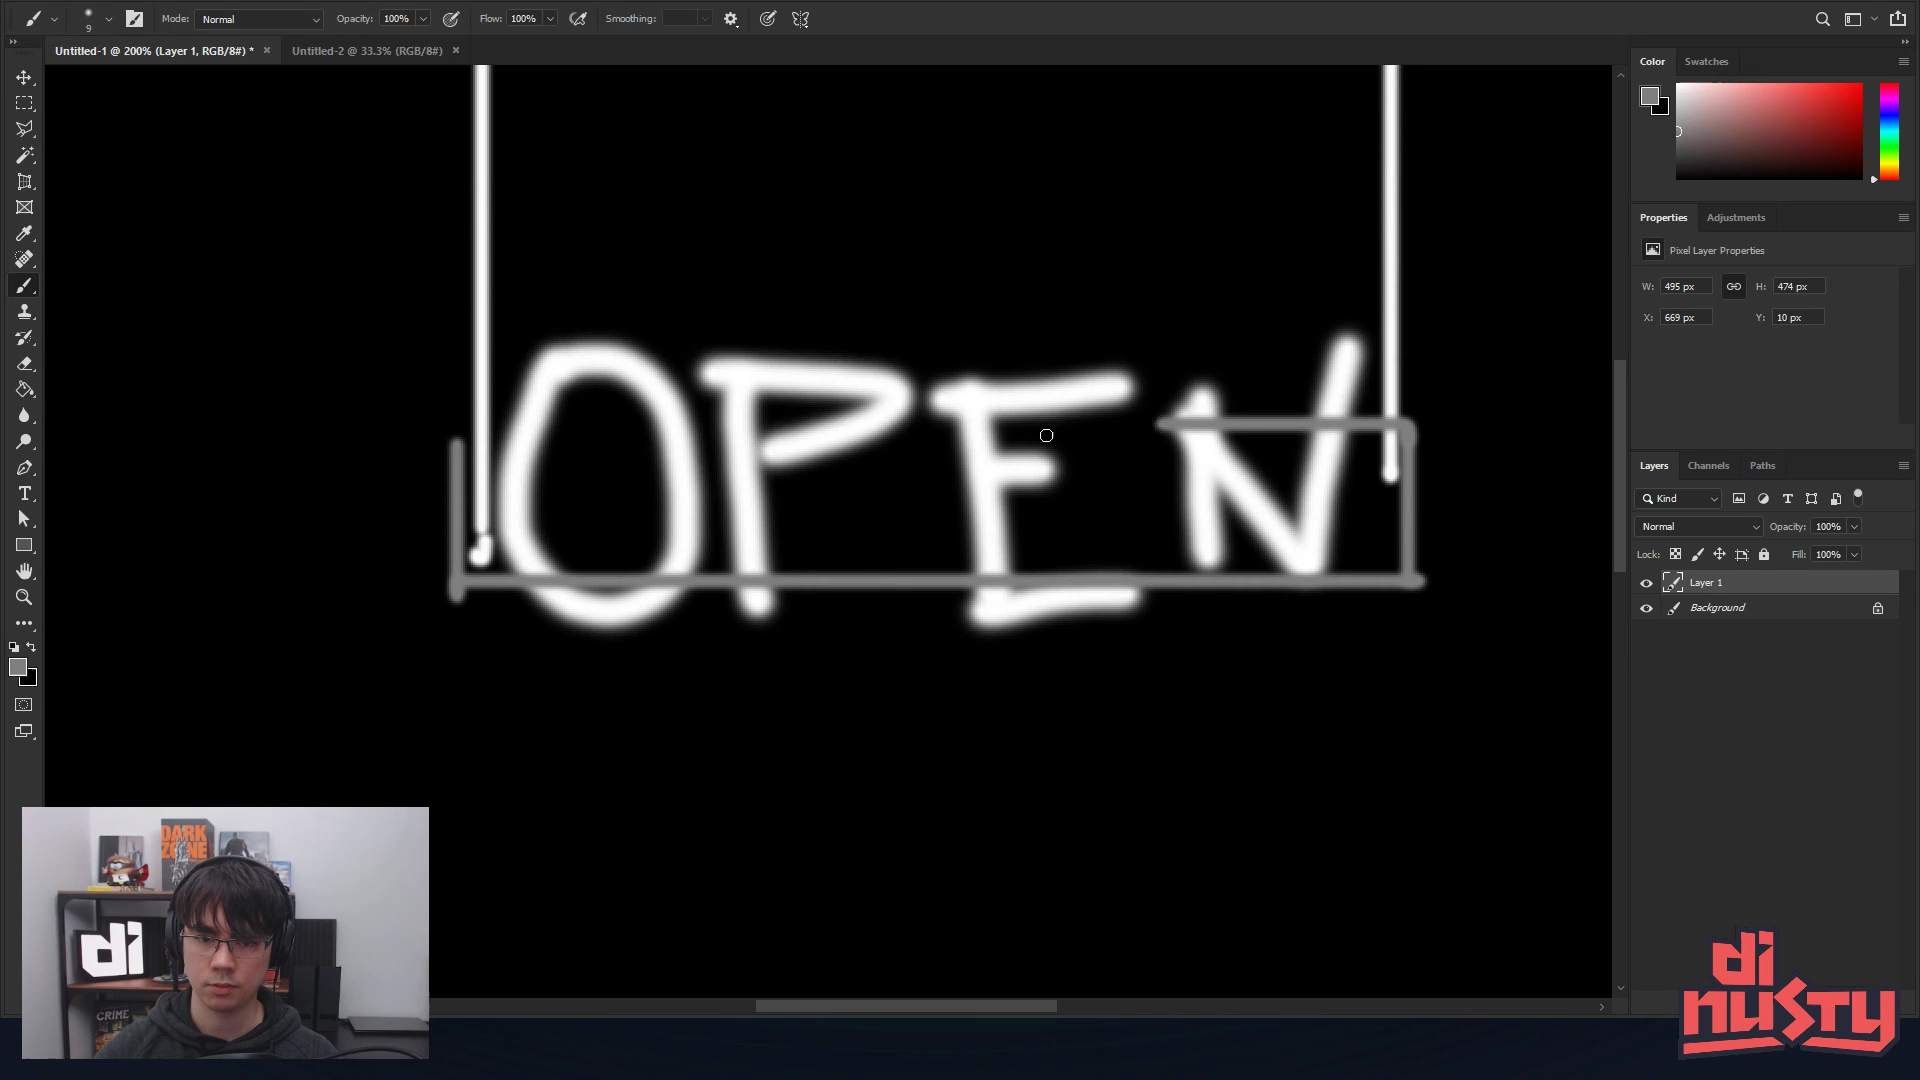 9
Mode: Normal Opacity: 100% Flow: 100% Smoothing:
Untitled-1 @ 200% (Layer 1, RGB/8#) * × Untitled-2 @ 33.3% (RGB/8#) ×
Color Swatches
Properties Adjustments
Pixel Layer Properties
W: 495 px H: 474 px
X: 669 px Y: 10 px
OPEN
Layers Channels Paths
Kind
Normal Opacity: 100%
Lock: Fill: 100%
Layer 1
Background
DARK
ZONE
di
CRIME
di
nusty